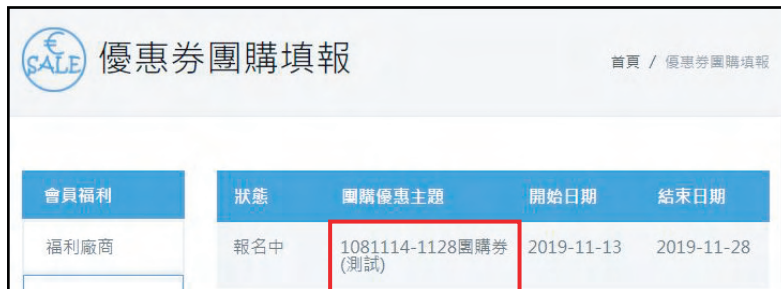 €
SALE
優惠券團購填報
首頁 / 優惠券團購填報
會員福利
狀態 團購優惠主題 開始日期 結束日期
福利廠商
報名中 1081114-1128團購券 2019-11-13 2019-11-28
(測試)